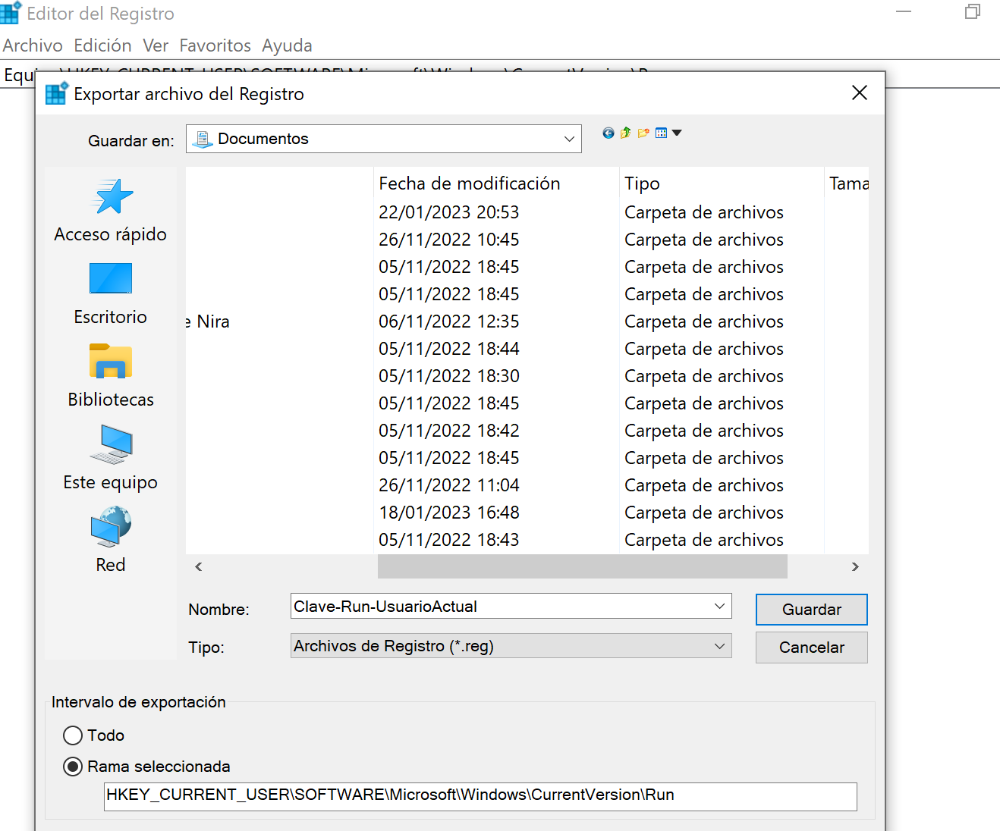 Editor del Registro
Archivo Edición Ver Favoritos Ayuda
Exportar archivo del Registro
Guardar en: Documentos
Fecha de modificación Tipo
22/01/2023 20:53 Carpeta de archivos
26/11/2022 10:45 Carpeta de archivos
05/11/2022 18:45 Carpeta de archivos
05/11/2022 18:45 Carpeta de archivos
e Nira 06/11/2022 12:35 Carpeta de archivos
05/11/2022 18:44 Carpeta de archivos
05/11/2022 18:30 Carpeta de archivos
05/11/2022 18:45 Carpeta de archivos
05/11/2022 18:42 Carpeta de archivos
05/11/2022 18:45 Carpeta de archivos
26/11/2022 11:04 Carpeta de archivos
18/01/2023 16:48 Carpeta de archivos
05/11/2022 18:43 Carpeta de archivos
Acceso rápido
Escritorio
Bibliotecas
Este equipo
Red
Nombre: Clave-Run-UsuarioActual Guardar
Tipo: Archivos de Registro (*.reg) Cancelar
Intervalo de exportación
Todo
Rama seleccionada
HKEY_CURRENT_USER\SOFTWARE\Microsoft\Windows\CurrentVersion\Run